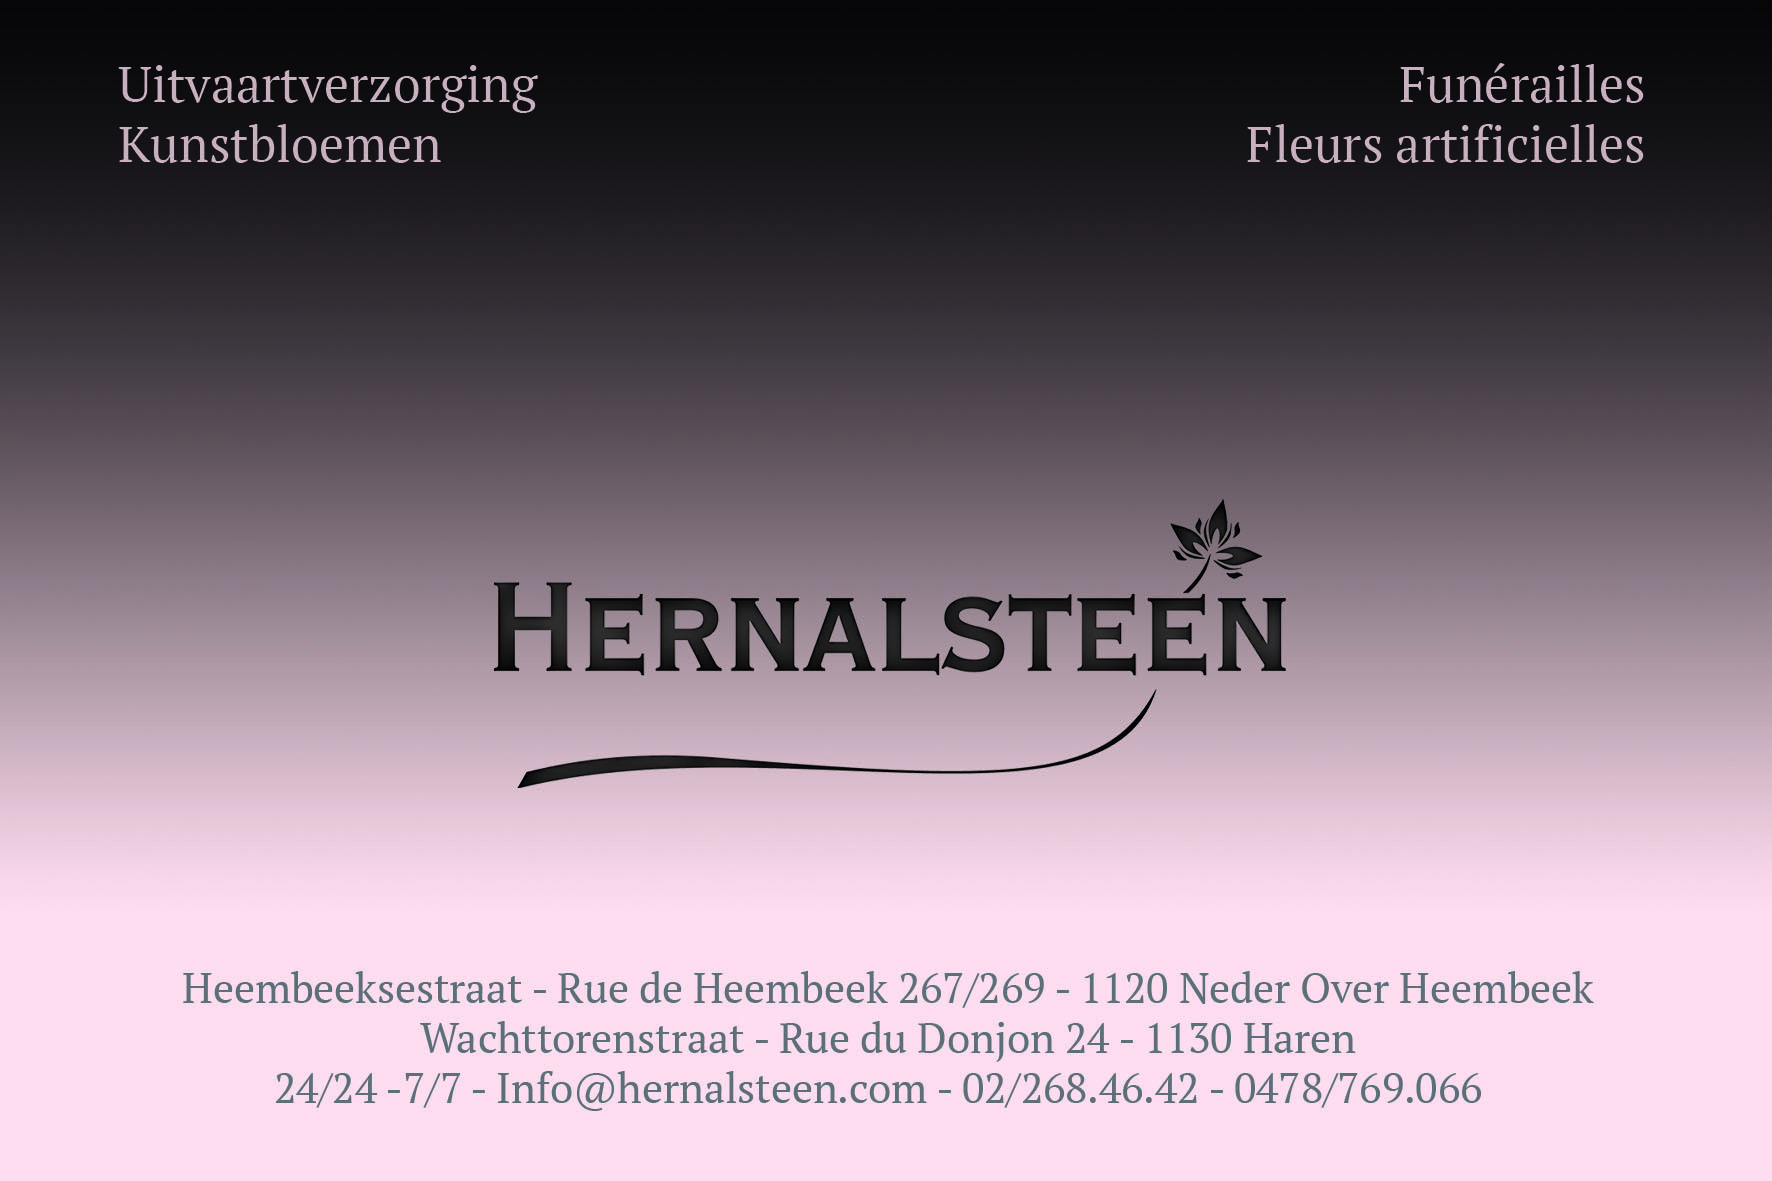 Uitvaartverzorging
Kunstbloemen
Funérailles
Fleurs artificielles
HERNALSTEEN
Heembeeksestraat - Rue de Heembeek 267/269 - 1120 Neder Over Heembeek
Wachttorenstraat - Rue du Donjon 24 - 1130 Haren
24/24 -7/7 - Info@hernalsteen.com - 02/268.46.42 - 0478/769.066